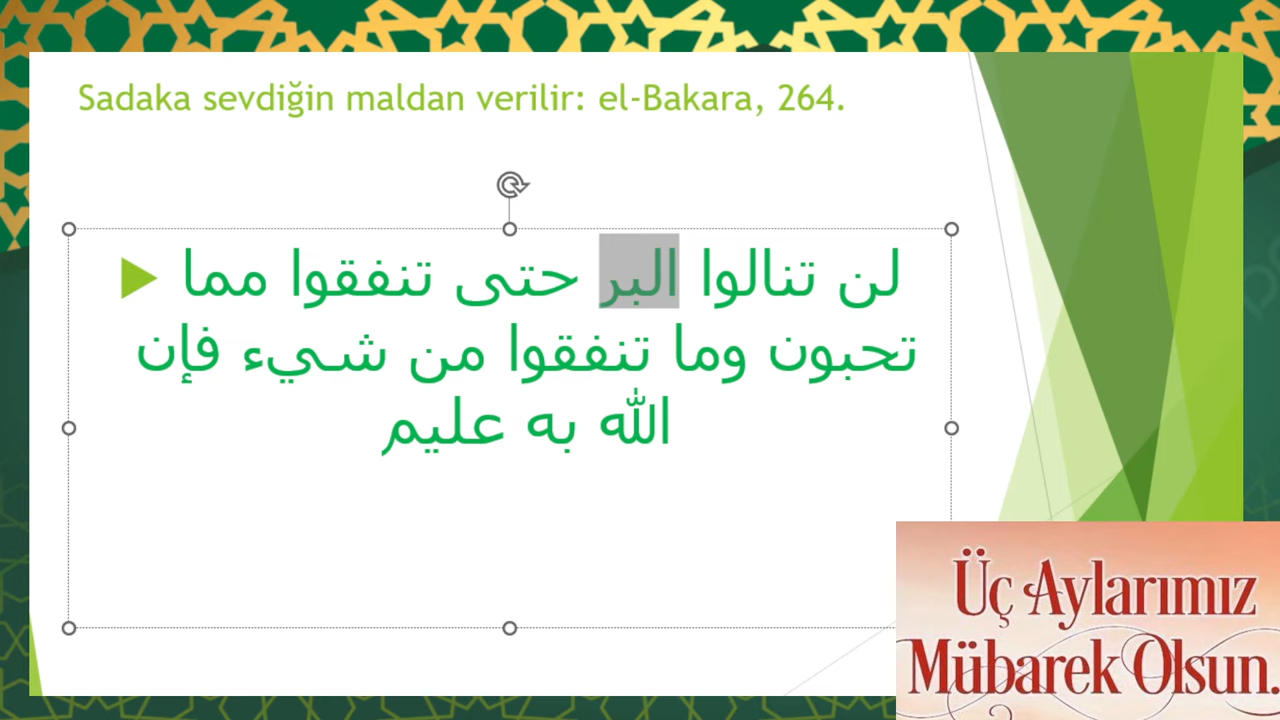 Sadaka sevdiğin maldan verilir: el-Bakara, 264.
لن تنالوا البر حتى تنفقوا مما
تحبون وما تنفقوا من شيء فإن
الله به عليم
Üç Aylarımız
Mübarek Olsun.